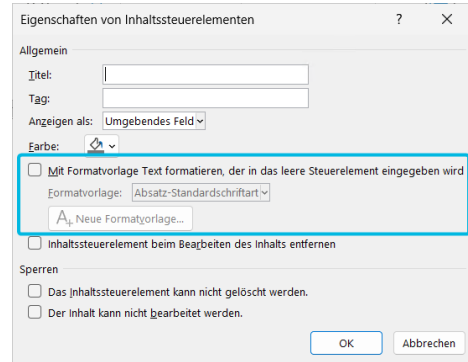 Eigenschaften von Inhaltssteuerelementen ? ×
Allgemein
Titel:
Tag:
Anzeigen als: Umgebendes Feld
Farbe:
Mit Formatvorlage Text formatieren, der in das leere Steuerelement eingegeben wird
Formatvorlage: Absatz-Standardschriftart
A+ Neue Formatvorlage...
Inhaltssteuerelement beim Bearbeiten des Inhalts entfernen
Sperren
Das Inhaltssteuerelement kann nicht gelöscht werden.
Der Inhalt kann nicht bearbeitet werden.
OK Abbrechen